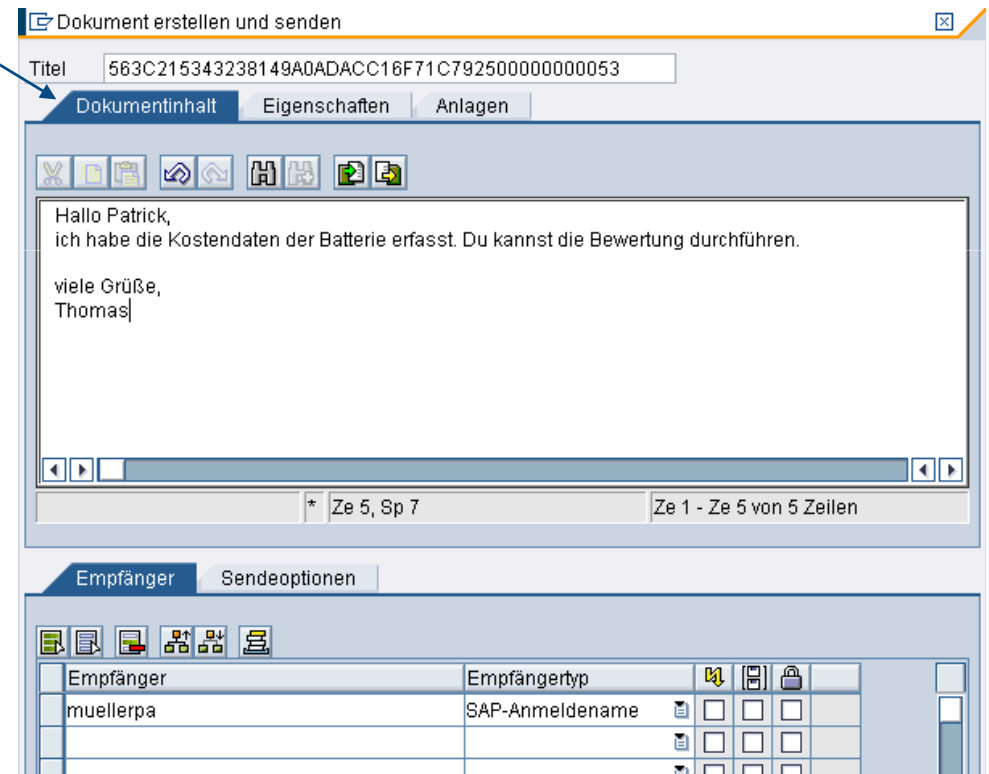 Dokument erstellen und senden
Titel 563C215343238149A0ADACC16F71C792500000000053
Dokumentinhalt Eigenschaften Anlagen
Hallo Patrick,
ich habe die Kostendaten der Batterie erfasst. Du kannst die Bewertung durchführen.
viele Grüße,
Thomas
* Ze 5, Sp 7 Ze 1 - Ze 5 von 5 Zeilen
Empfänger Sendeoptionen
Empfänger Empfängertyp
muellerpa SAP-Anmeldename